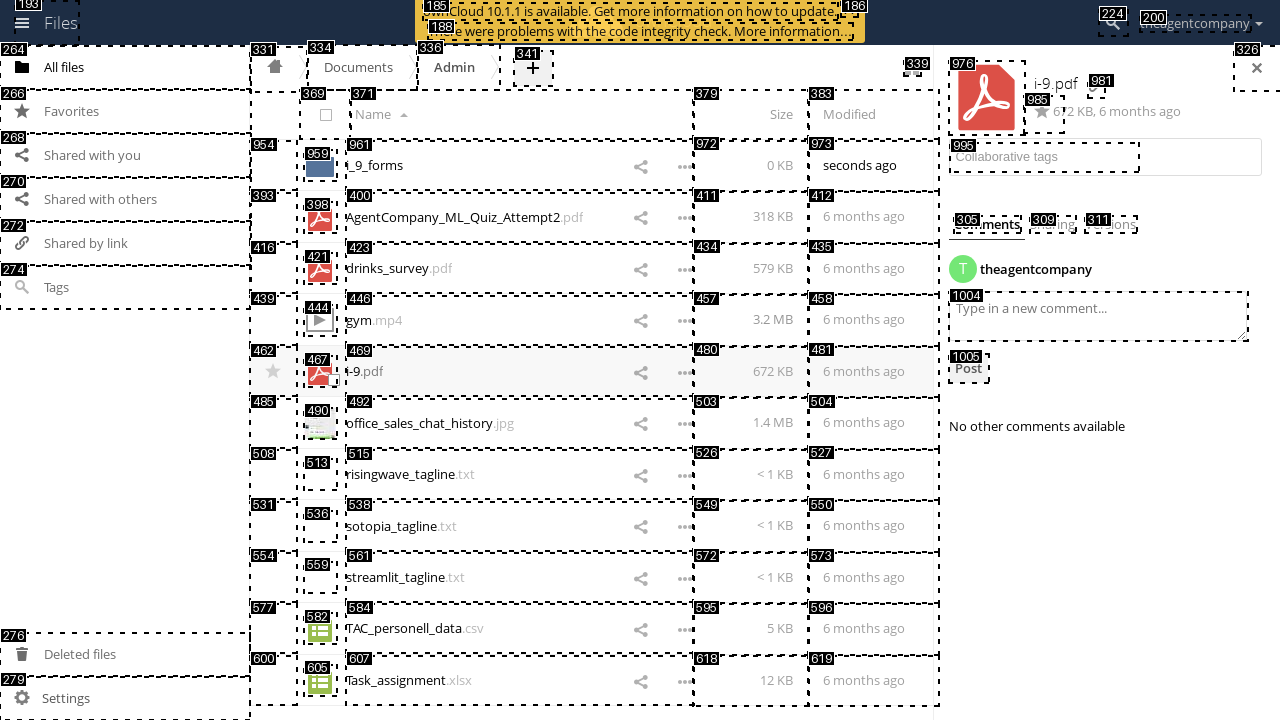 193
Files
185
ownCloud 10.1.1 is available. Get more information on how to update.
186
188
There were problems with the code integrity check. More information…
224
200
theagentcompany
264
All files
266
Favorites
268
Shared with you
270
Shared with others
272
Shared by link
274
Tags
276
Deleted files
279
Settings
331
334
Documents
336
Admin
341
+
339
326
×
369
371
Name
379
Size
383
Modified
954
959
961
i_9_forms
972
0 KB
973
seconds ago
393
398
400
AgentCompany_ML_Quiz_Attempt2.pdf
411
318 KB
412
6 months ago
416
421
423
drinks_survey.pdf
434
579 KB
435
6 months ago
439
444
446
gym.mp4
457
3.2 MB
458
6 months ago
462
467
469
i-9.pdf
480
672 KB
481
6 months ago
485
490
492
office_sales_chat_history.jpg
503
1.4 MB
504
6 months ago
508
513
515
risingwave_tagline.txt
526
< 1 KB
527
6 months ago
531
536
538
sotopia_tagline.txt
549
< 1 KB
550
6 months ago
554
559
561
streamlit_tagline.txt
572
< 1 KB
573
6 months ago
577
582
584
TAC_personell_data.csv
595
5 KB
596
6 months ago
600
605
607
Task_assignment.xlsx
618
12 KB
619
6 months ago
976
i-9.pdf
981
985
672 KB, 6 months ago
995
Collaborative tags
305
Comments
309
Sharing
311
Versions
T
theagentcompany
1004
Type in a new comment...
1005
Post
No other comments available